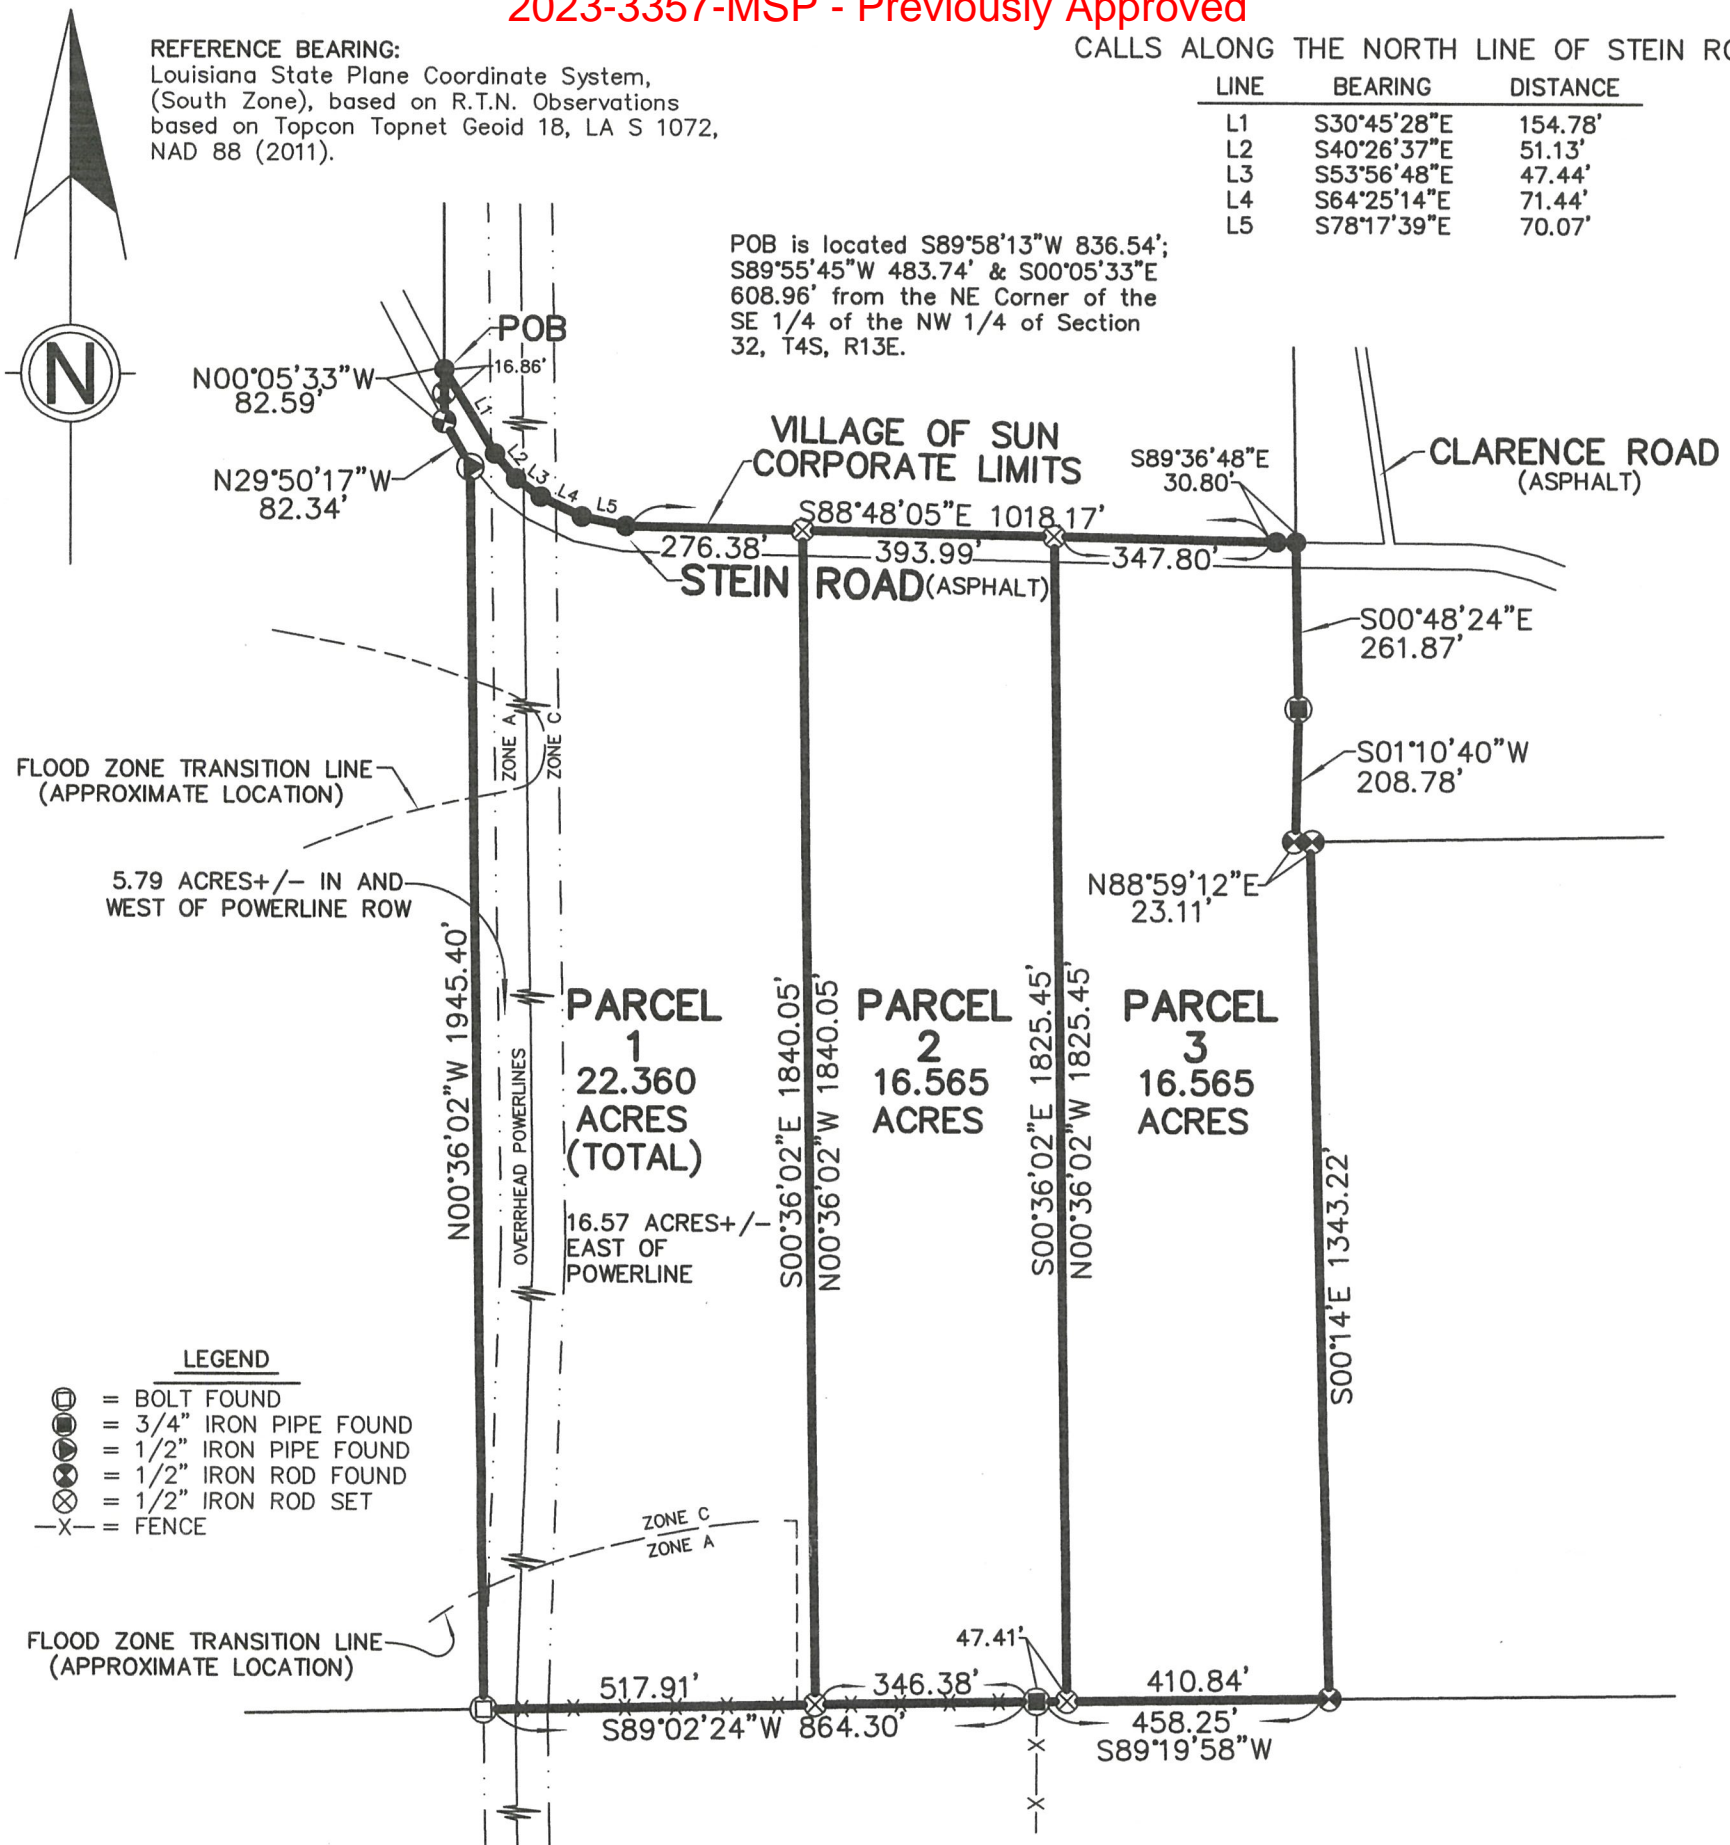 2023-3357-MSP - Previously Approved
REFERENCE BEARING:
Louisiana State Plane Coordinate System,
(South Zone), based on R.T.N. Observations
based on Topcon Topnet Geoid 18, LA S 1072,
NAD 88 (2011).
CALLS ALONG THE NORTH LINE OF STEIN
LINE BEARING DISTANCE
L1 S30°45'28"E 154.78'
L2 S40°26'37"E 51.13'
L3 S53°56'48"E 47.44'
L4 S64°25'14"E 71.44'
L5 S78°17'39"E 70.07'
POB is located S89°58'13"W 836.54';
S89°55'45"W 483.74' & S00°05'33"E
608.96' from the NE Corner of the
SE 1/4 of the NW 1/4 of Section
32, T4S, R13E.
N
POB
16.86'
N00°05'33"W
82.59'
N29°50'17"W
82.34'
L1
L2
L3
L4
L5
VILLAGE OF SUN
CORPORATE LIMITS
S89°36'48"E
30.80'
CLARENCE ROAD
(ASPHALT)
S88°48'05"E 1018.17'
276.38'
393.99'
347.80'
STEIN ROAD (ASPHALT)
S00°48'24"E
261.87'
S01°10'40"W
208.78'
N88°59'12"E
23.11'
ZONE A
ZONE C
FLOOD ZONE TRANSITION LINE
(APPROXIMATE LOCATION)
5.79 ACRES+/- IN AND
WEST OF POWERLINE ROW
N00°36'02"W 1945.40'
OVERRHEAD POWERLINES
PARCEL
1
22.360
ACRES
(TOTAL)
16.57 ACRES+/-
EAST OF
POWERLINE
S00°36'02"E 1840.05'
N00°36'02"W 1840.05'
PARCEL
2
16.565
ACRES
S00°36'02"E 1825.45'
N00°36'02"W 1825.45'
PARCEL
3
16.565
ACRES
S00°14'E 1343.22'
LEGEND
= BOLT FOUND
= 3/4" IRON PIPE FOUND
= 1/2" IRON PIPE FOUND
= 1/2" IRON ROD FOUND
= 1/2" IRON ROD SET
—X— = FENCE
ZONE C
ZONE A
FLOOD ZONE TRANSITION LINE
(APPROXIMATE LOCATION)
47.41'
517.91'
346.38'
410.84'
S89°02'24"W 864.30'
458.25'
S89°19'58"W